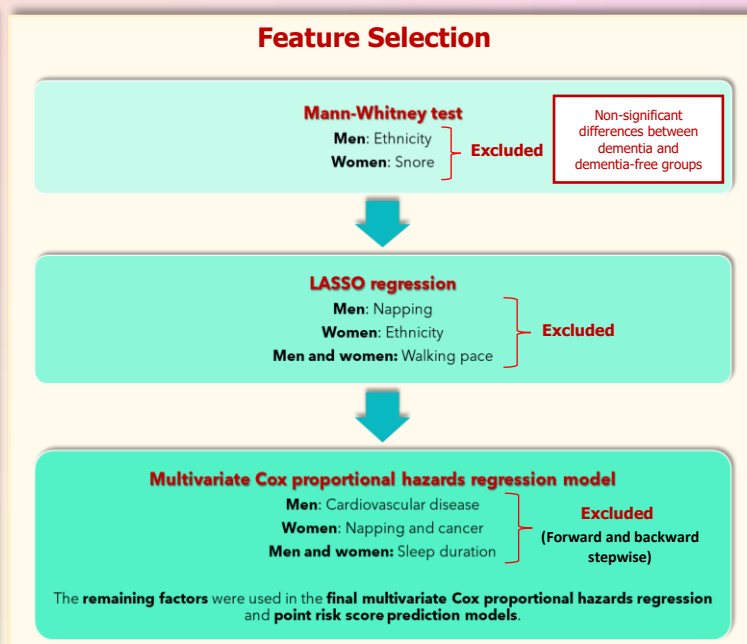 Feature Selection
Mann-Whitney test
Men: Ethnicity
Women: Snore
Excluded
Non-significant
differences between
dementia and
dementia-free groups
LASSO regression
Men: Napping
Women: Ethnicity
Men and women: Walking pace
Excluded
Multivariate Cox proportional hazards regression model
Men: Cardiovascular disease
Women: Napping and cancer
Men and women: Sleep duration
Excluded
(Forward and backward
stepwise)
The remaining factors were used in the final multivariate Cox proportional hazards regression
and point risk score prediction models.